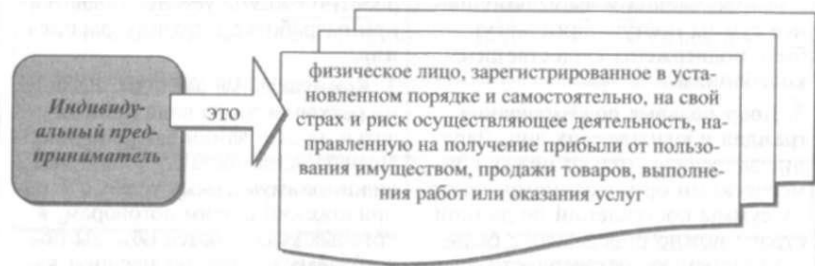 Индивиду-
альный пред-
приниматель
это
физическое лицо, зарегистрированное в уста-
новленном порядке и самостоятельно, на свой
страх и риск осуществляющее деятельность, на-
правленную на получение прибыли от пользо-
вания имуществом, продажи товаров, выполне-
ния работ или оказания услуг